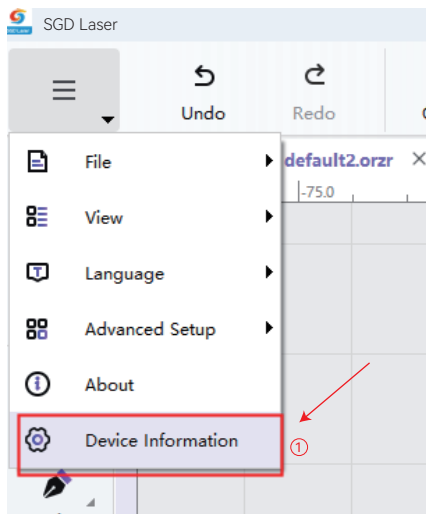 SGD Laser
Undo
Redo
File
default2.orzr
-75.0
View
Language
Advanced Setup
About
Device Information
①